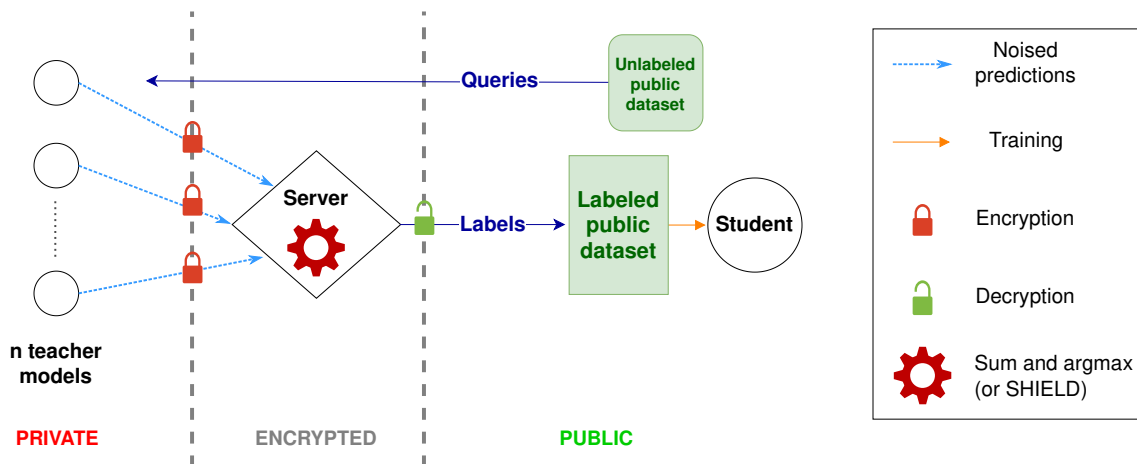 Queries
Unlabeled
public
dataset
Server
Labels
Labeled
public
dataset
Student
n teacher
models
PRIVATE
ENCRYPTED
PUBLIC
Noised
predictions
Training
Encryption
Decryption
Sum and argmax
(or SHIELD)